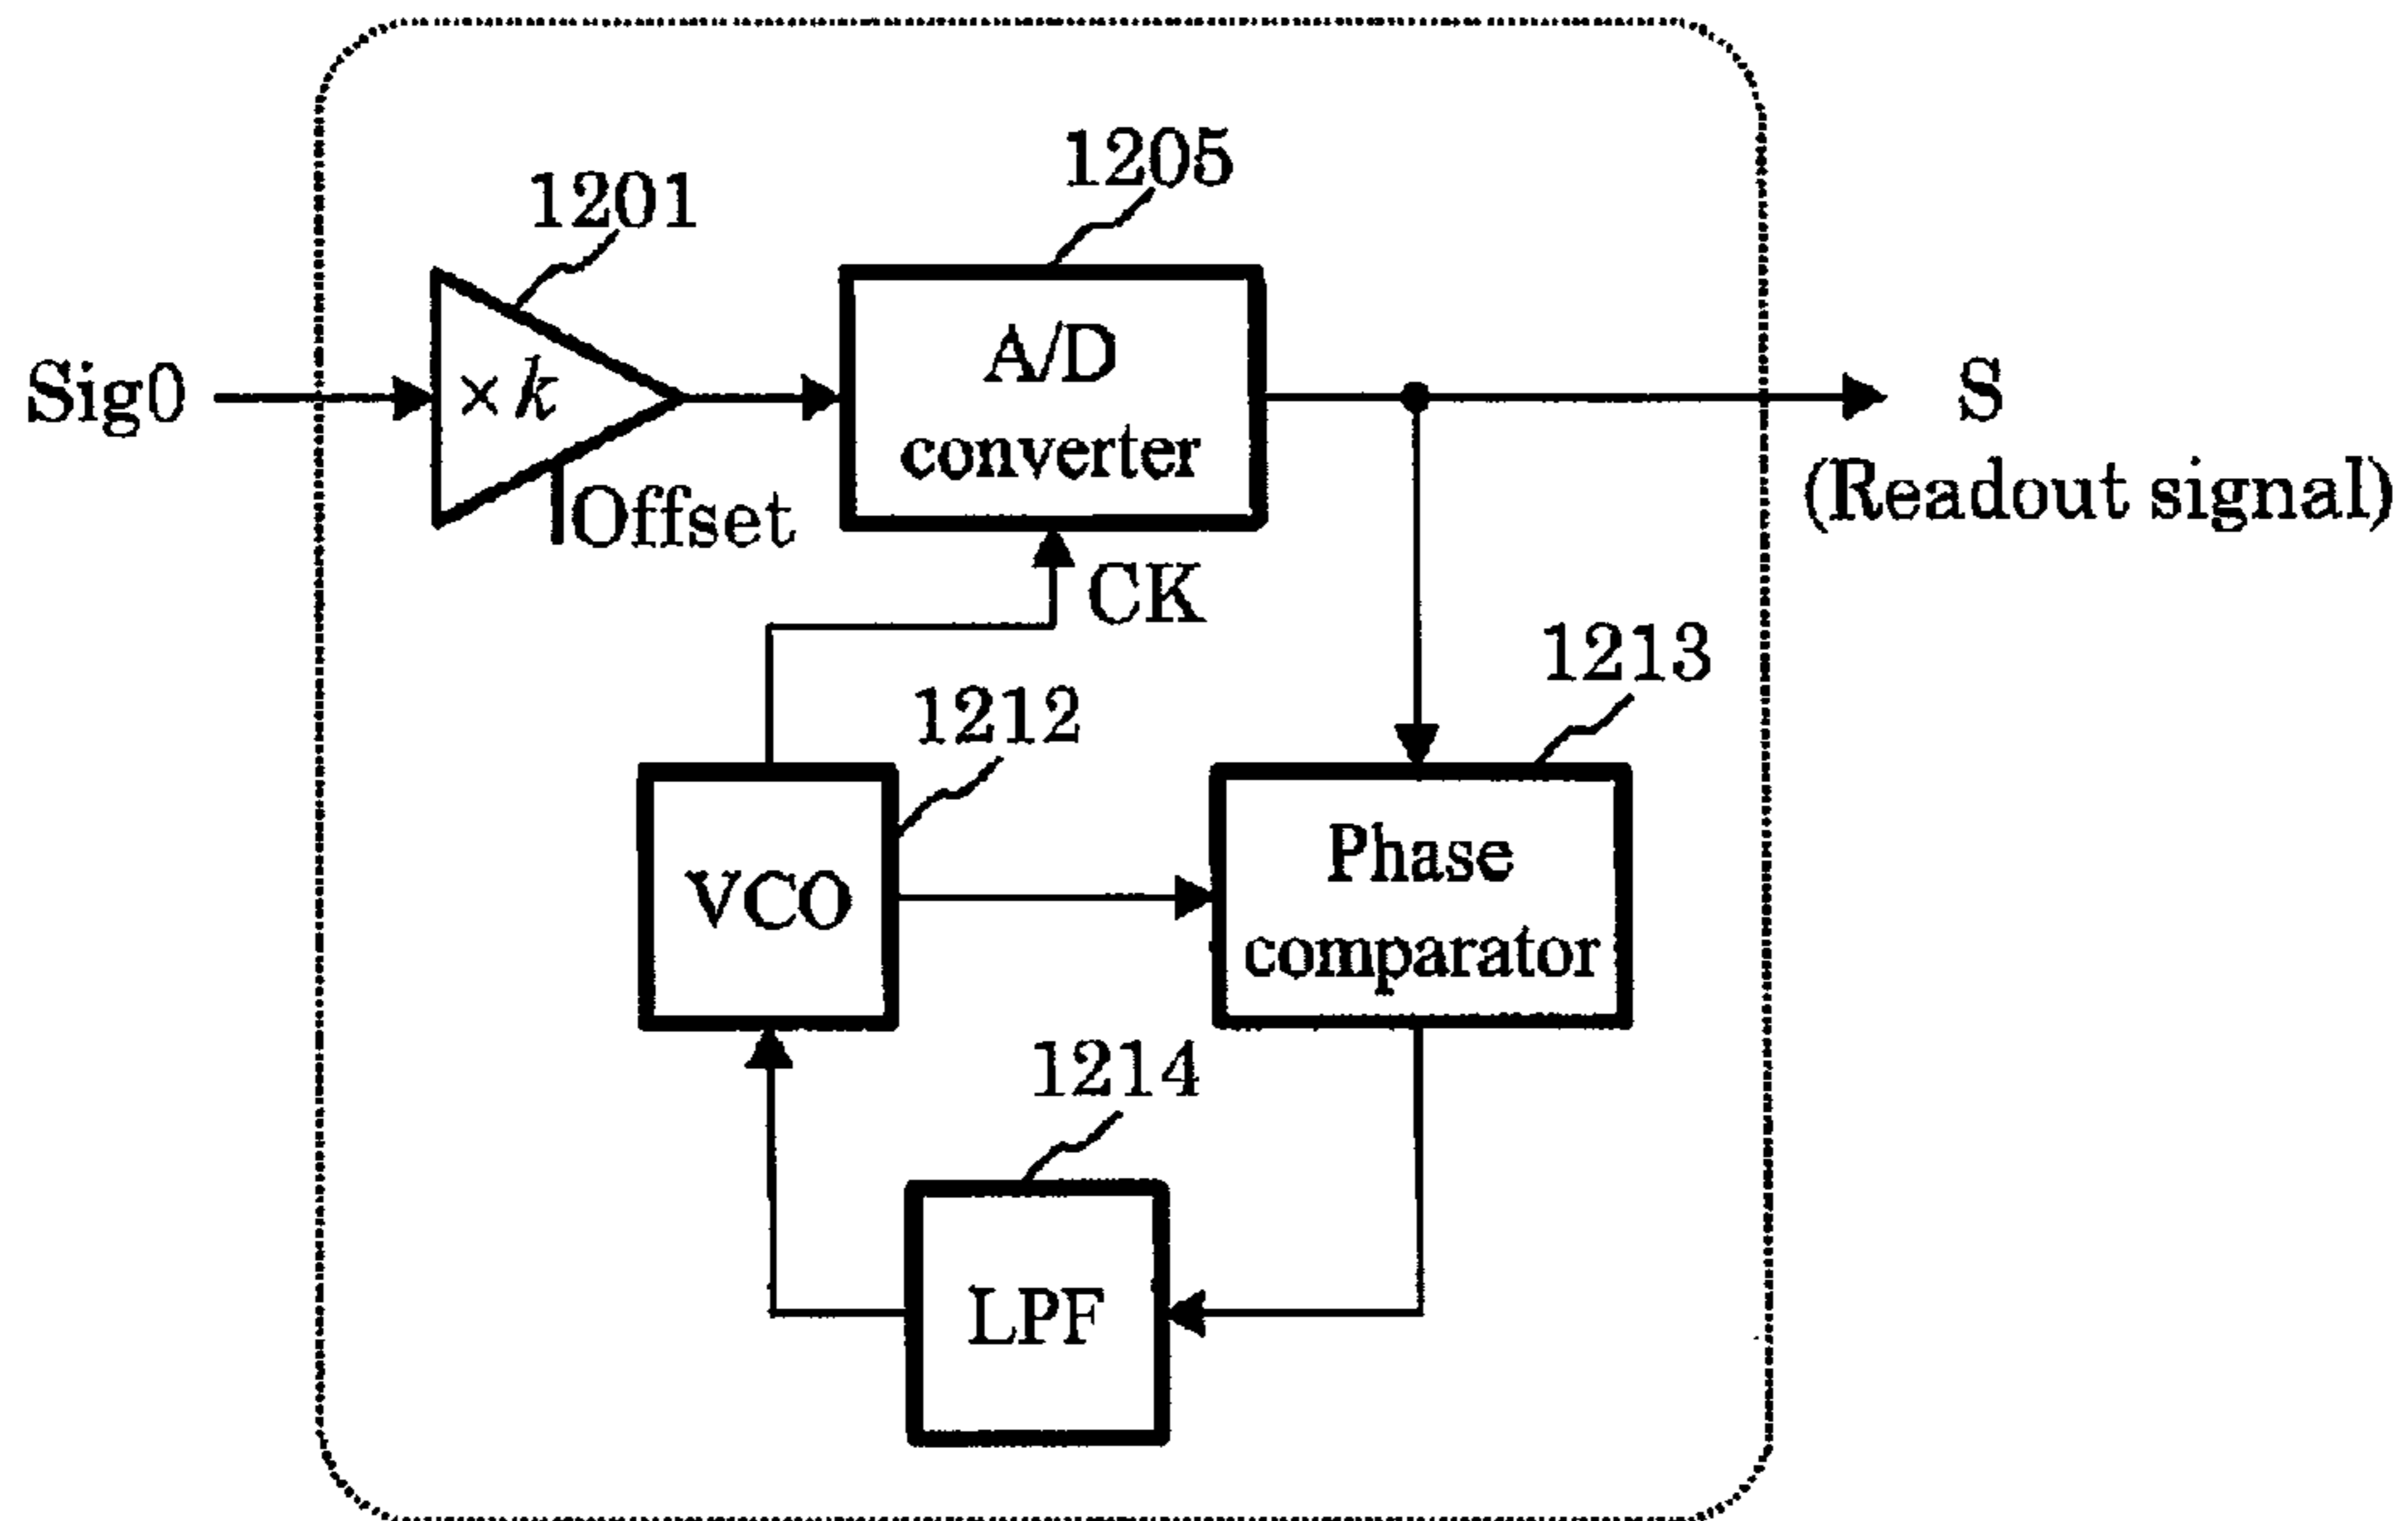 1205
1201
A/D
converter
× k
Sig0
S
(Readout signal)
Offset
CK
1213
1212
Phase
comparator
VCO
1214
LPF